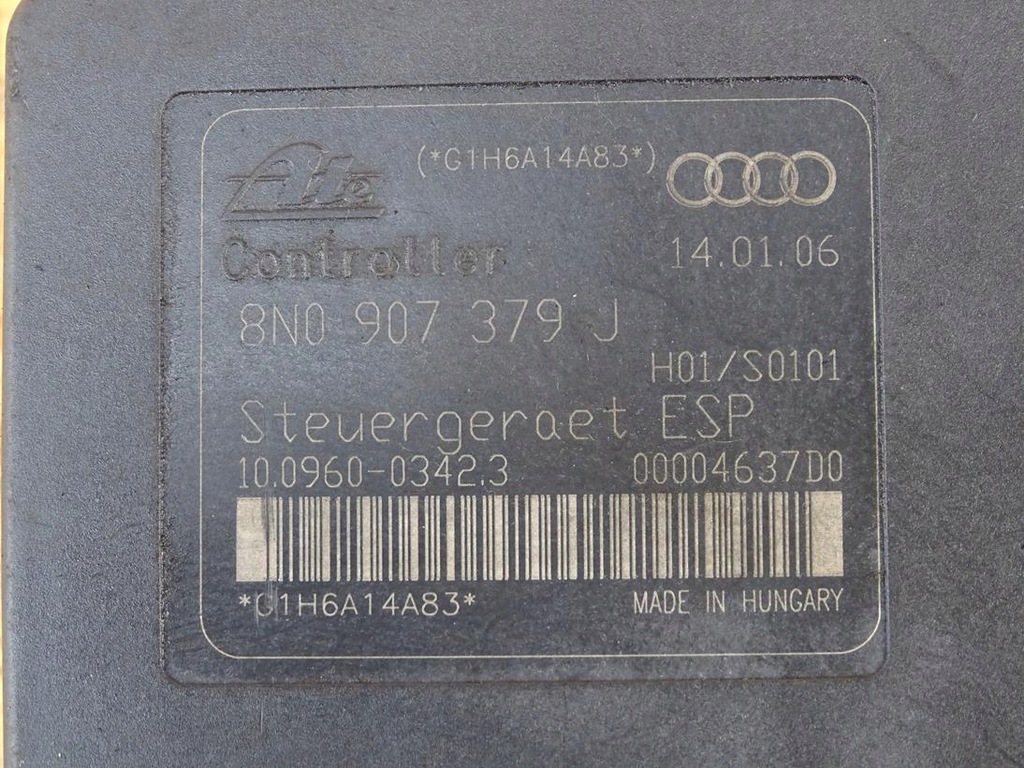 Ate (*G1H6A14A83*)
Controller 14.01.06
8N0 907 379 J
H01/S0101
Steuergeraet ESP
10.0960-0342.3 00004637D0
*G1H6A14A83* MADE IN HUNGARY